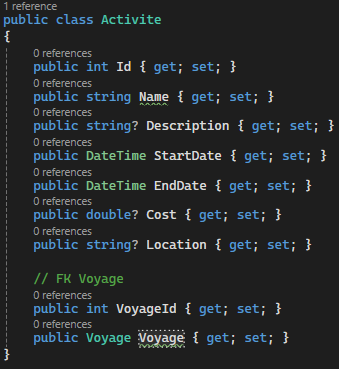 1 reference
public class Activite
{
0 references
public int Id { get; set; }
0 references
public string Name { get; set; }
0 references
public string? Description { get; set; }
0 references
public DateTime StartDate { get; set; }
0 references
public DateTime EndDate { get; set; }
0 references
public double? Cost { get; set; }
0 references
public string? Location { get; set; }
// FK Voyage
0 references
public int VoyageId { get; set; }
0 references
public Voyage Voyage { get; set; }
}